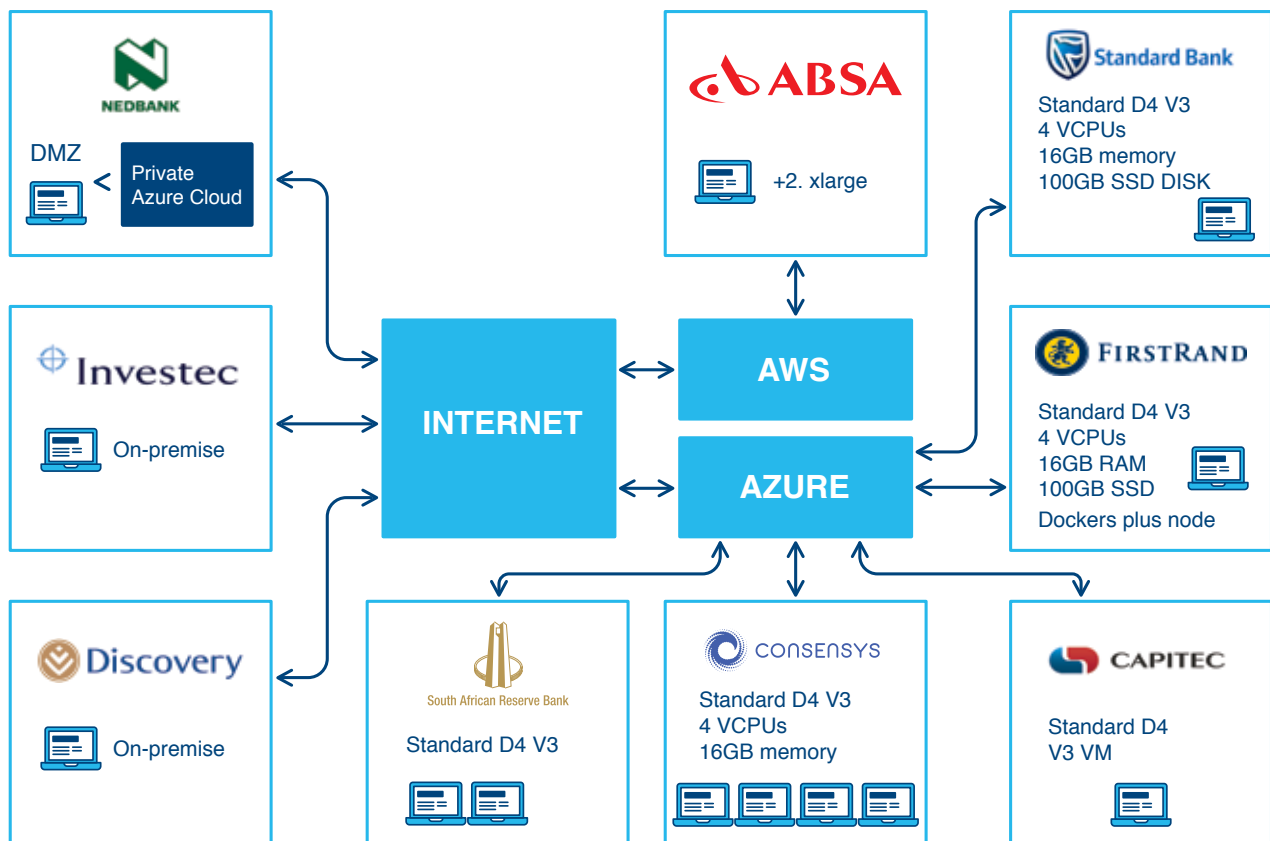 NEDBANK
DMZ
Private
Azure Cloud
ABSA
+2. xlarge
Standard Bank
Standard D4 V3
4 VCPUs
16GB memory
100GB SSD DISK
Investec
On-premise
INTERNET
AWS
AZURE
FIRSTRAND
Standard D4 V3
4 VCPUs
16GB RAM
100GB SSD
Dockers plus node
Discovery
On-premise
South African Reserve Bank
Standard D4 V3
CONSENSYS
Standard D4 V3
4 VCPUs
16GB memory
CAPITEC
Standard D4
V3 VM